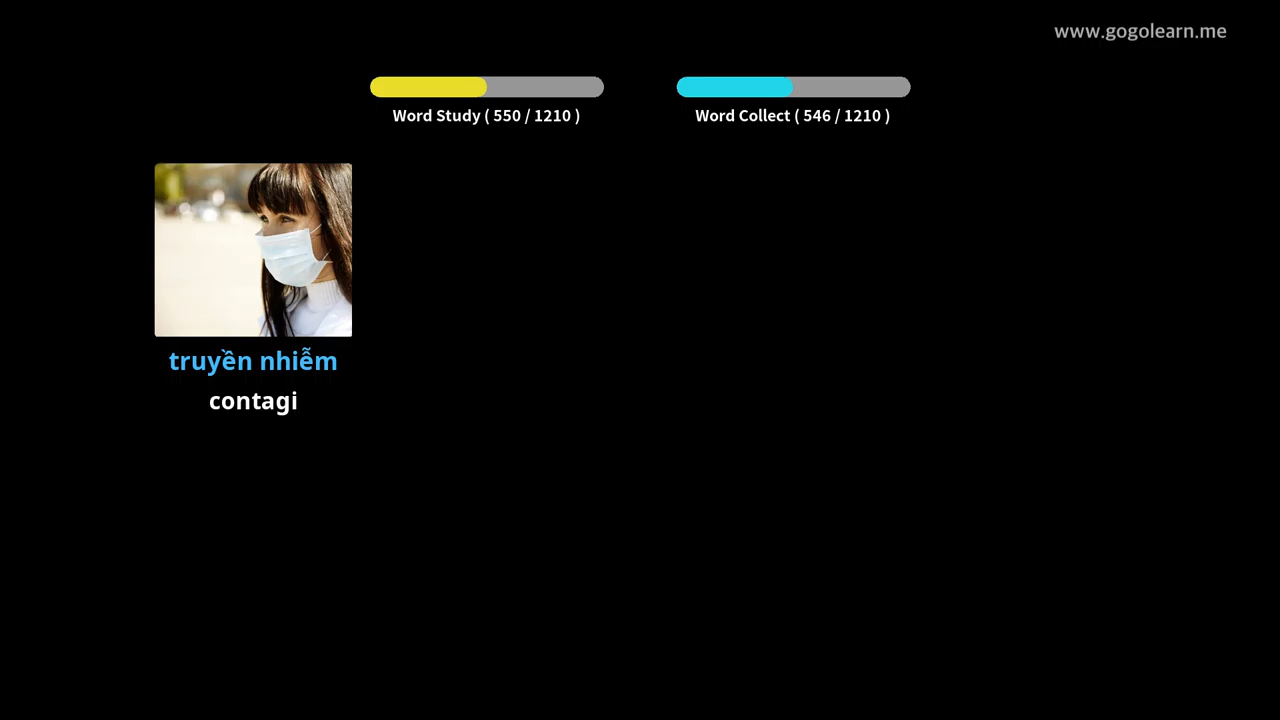 www.gogolearn.me
Word Study ( 550 / 1210 )
Word Collect ( 546 / 1210 )
truyền nhiễm
contagi